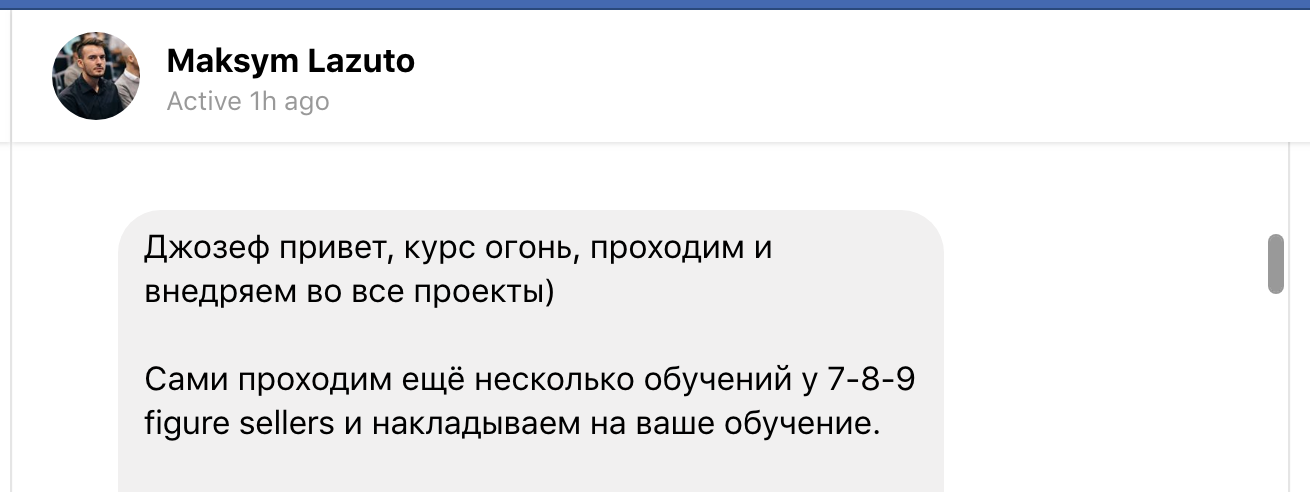 Maksym Lazuto
Active 1h ago
Джозеф привет, курс огонь, проходим и
внедряем во все проекты)
Сами проходим ещё несколько обучений у 7-8-9
figure sellers и накладываем на ваше обучение.